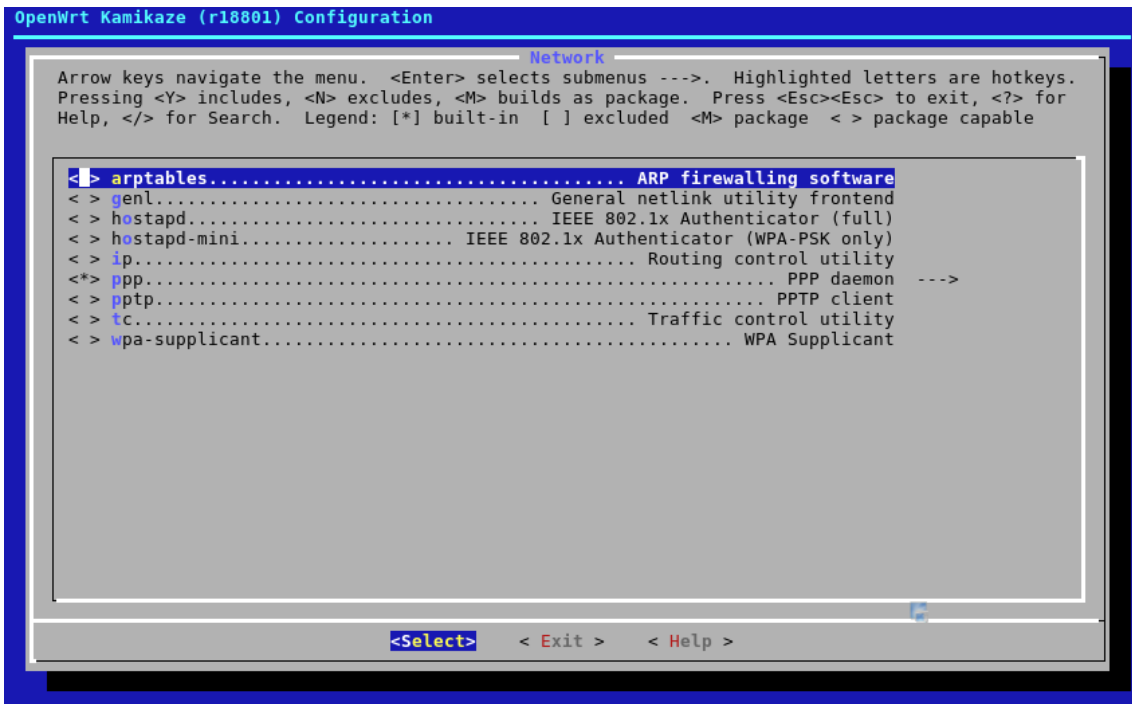 OpenWrt Kamikaze (r18801) Configuration
Network
Arrow keys navigate the menu.  <Enter> selects submenus --->.  Highlighted letters are hotkeys.
Pressing <Y> includes, <N> excludes, <M> builds as package.  Press <Esc><Esc> to exit, <?> for
Help, </> for Search.  Legend: [*] built-in  [ ] excluded  <M> package  < > package capable
< > arptables....................................... ARP firewalling software
< > genl.................................... General netlink utility frontend
< > hostapd................................. IEEE 802.1x Authenticator (full)
< > hostapd-mini.................... IEEE 802.1x Authenticator (WPA-PSK only)
< > ip............................................... Routing control utility
<*> ppp........................................................... PPP daemon  --->
< > pptp......................................................... PPTP client
< > tc............................................... Traffic control utility
< > wpa-supplicant............................................ WPA Supplicant
<Select>    < Exit >    < Help >